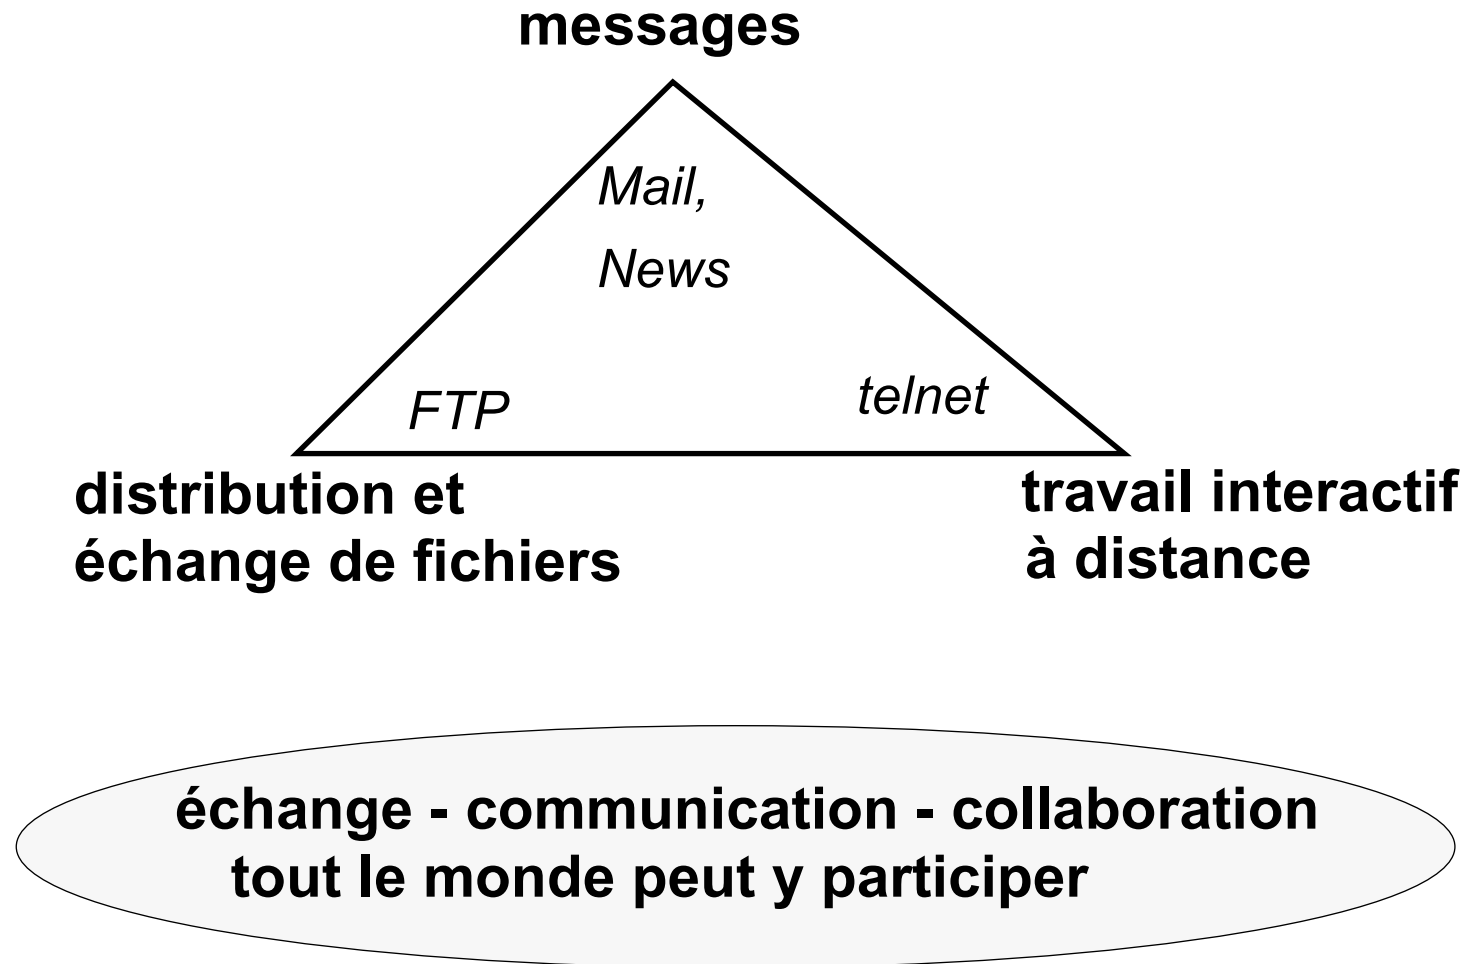 messages
Mail,
News
FTP
telnet
distribution et
échange de fichiers
travail interactif
à distance
échange - communication - collaboration
tout le monde peut y participer